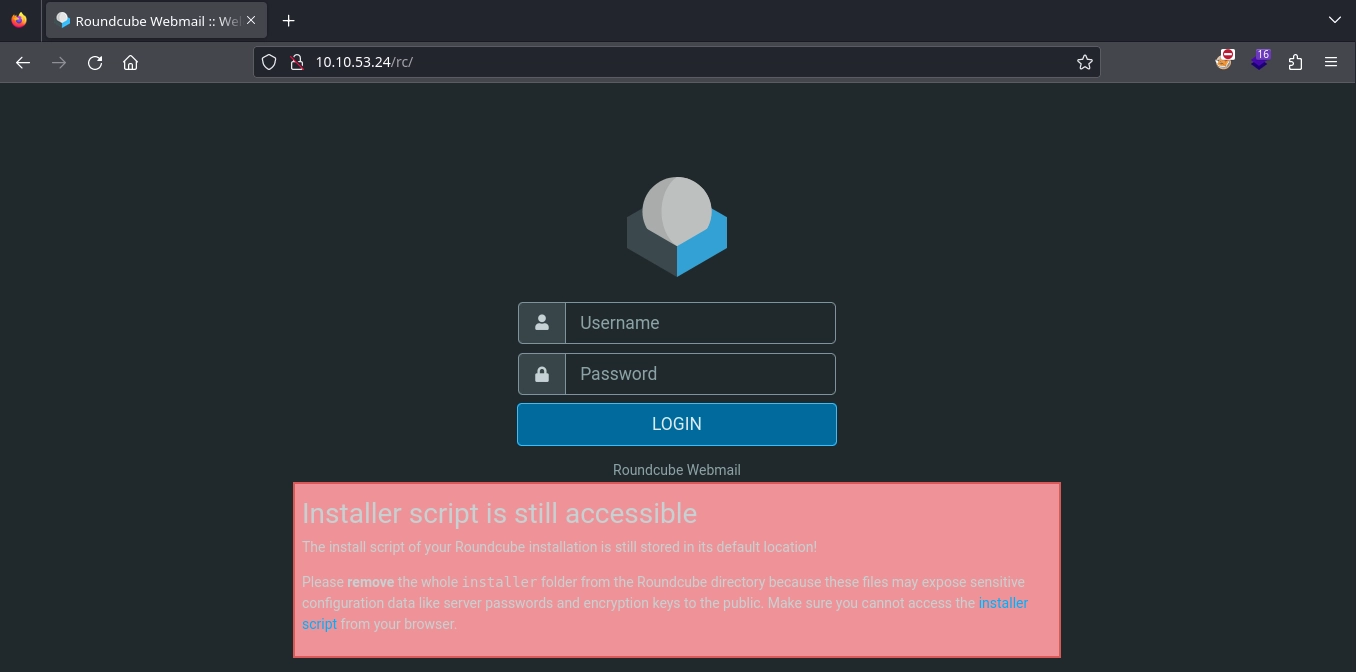 Roundcube Webmail :: Wel
10.10.53.24/rc/
16
Username
Password
LOGIN
Roundcube Webmail
Installer script is still accessible
The install script of your Roundcube installation is still stored in its default location!
Please remove the whole installer folder from the Roundcube directory because these files may expose sensitive
configuration data like server passwords and encryption keys to the public. Make sure you cannot access the installer
script from your browser.